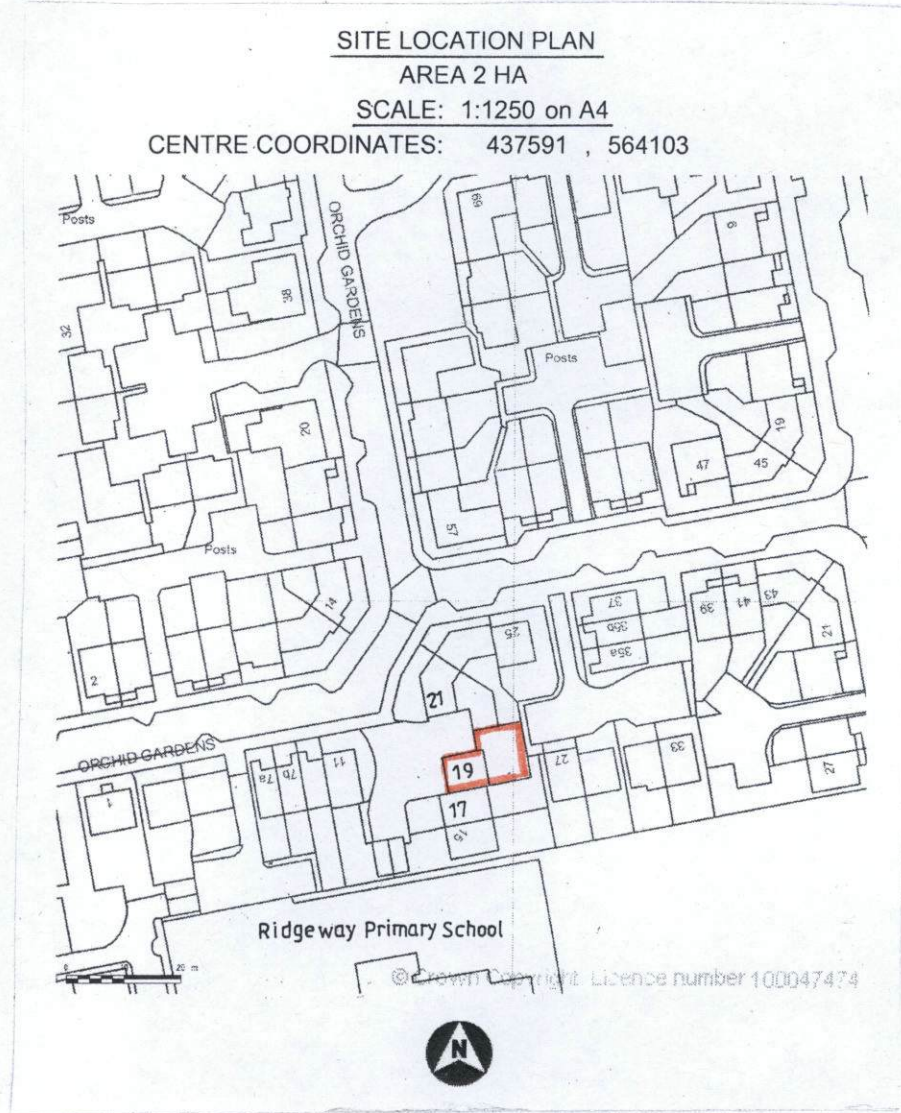 SITE LOCATION PLAN
AREA 2 HA
SCALE: 1:1250 on A4
CENTRE COORDINATES: 437591 , 564103
Posts
ORCHID GARDENS
69
9
38
32
Posts
20
19
47
45
57
Posts
14
2
25
37
35b
35a
39
41
43
21
21
ORCHID GARDENS
7a
7b
11
19
27
33
27
1
17
15
Ridgeway Primary School
0
20 m
© Crown Copyright Licence number 100047474
N